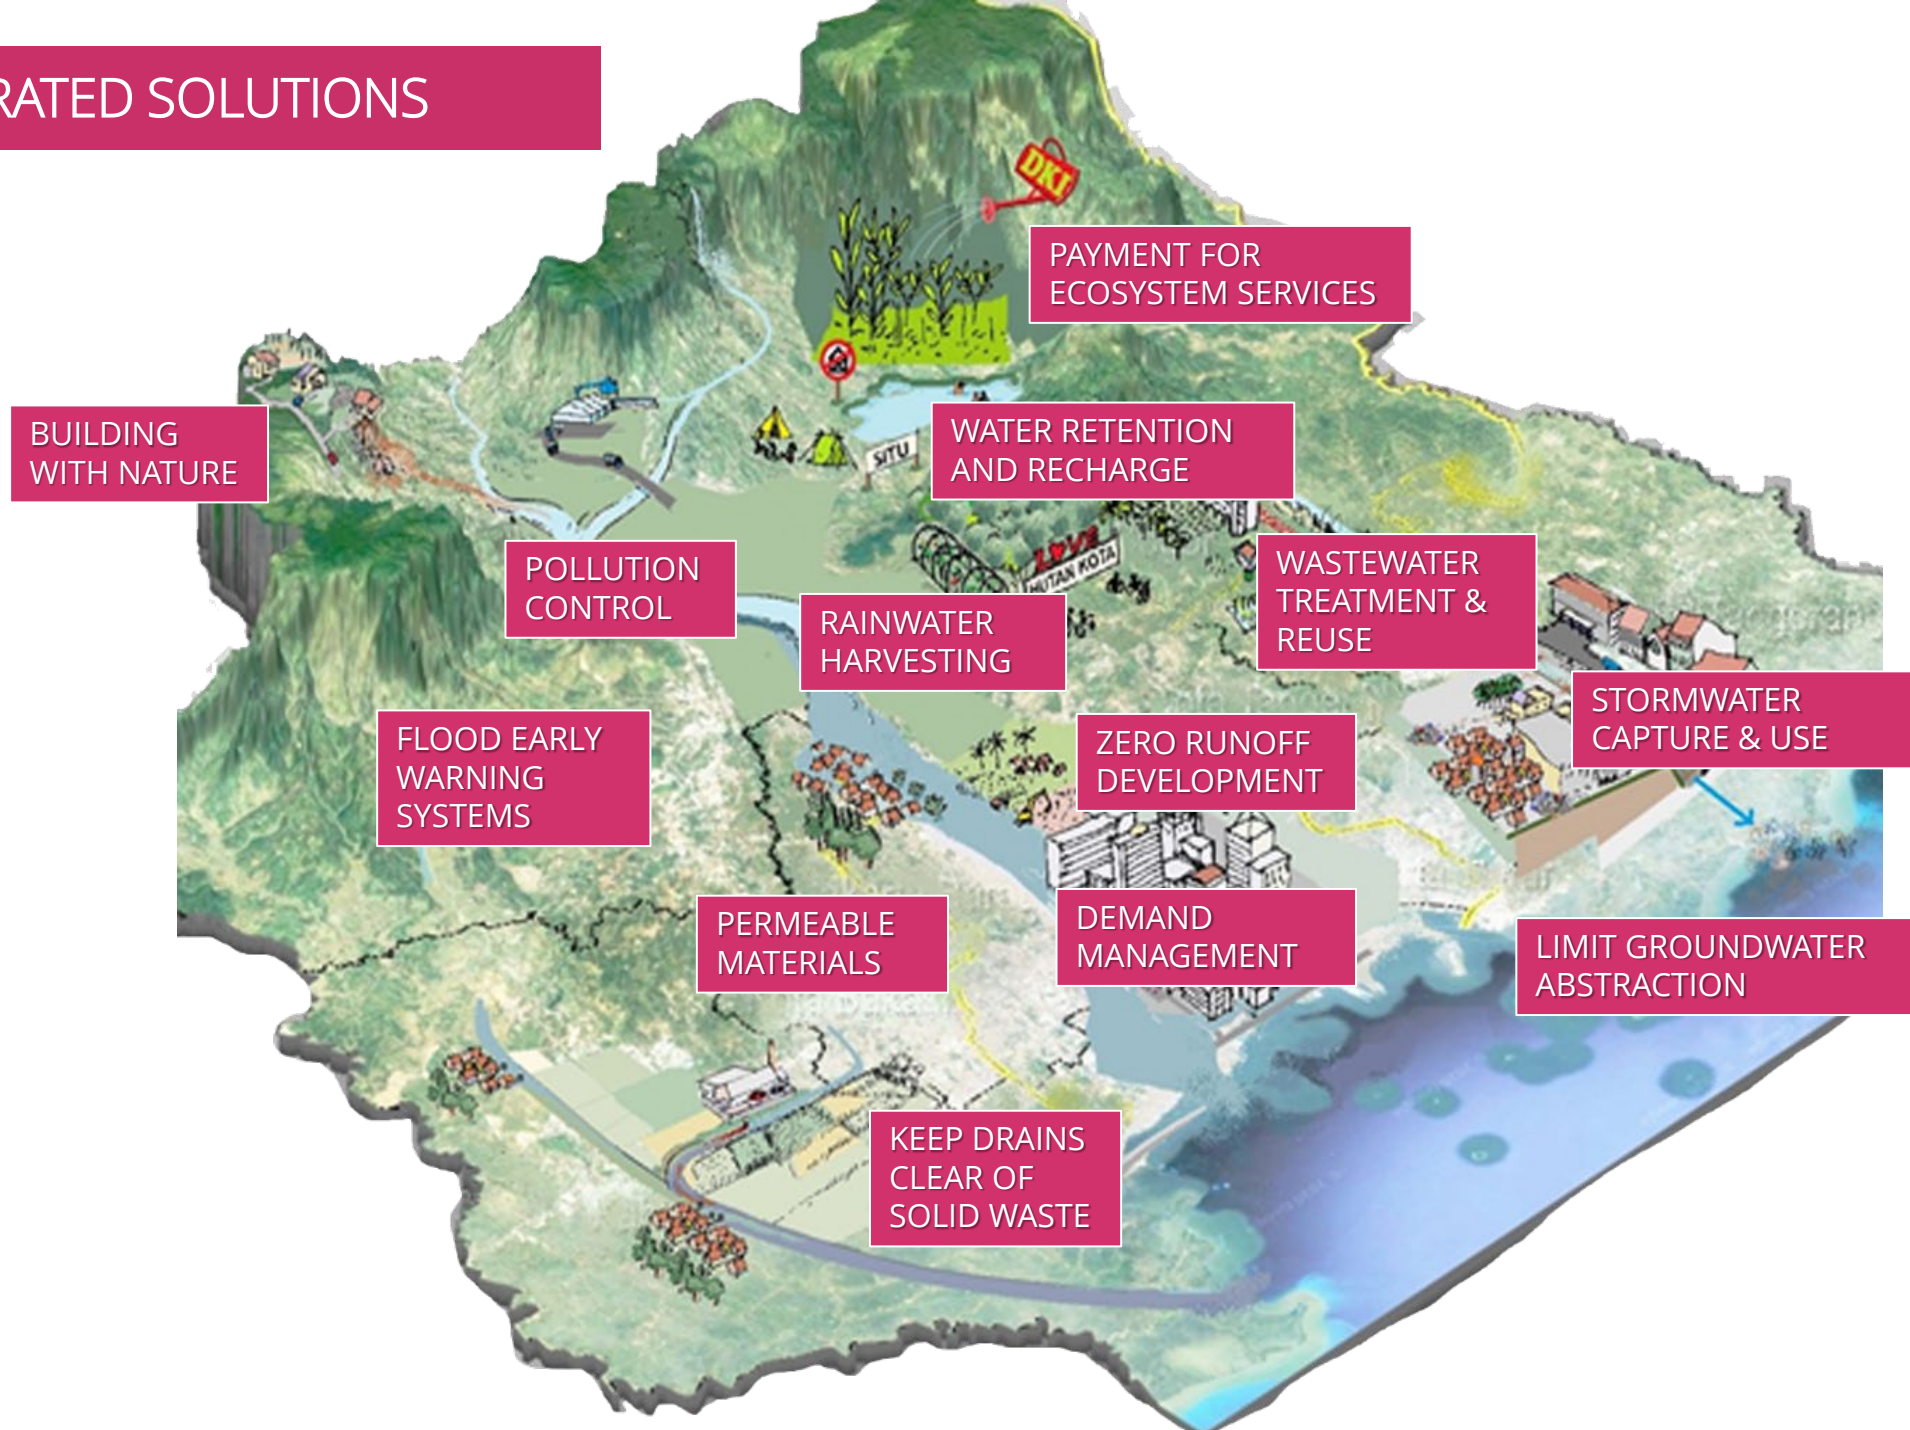 RATED SOLUTIONS
DKI
PAYMENT FOR
ECOSYSTEM SERVICES
BUILDING
WITH NATURE
WATER RETENTION
AND RECHARGE
SITU
LOVE
HUTAN KOTA
POLLUTION
CONTROL
RAINWATER
HARVESTING
WASTEWATER
TREATMENT &
REUSE
STORMWATER
CAPTURE & USE
FLOOD EARLY
WARNING
SYSTEMS
ZERO RUNOFF
DEVELOPMENT
PERMEABLE
MATERIALS
DEMAND
MANAGEMENT
LIMIT GROUNDWATER
ABSTRACTION
KEEP DRAINS
CLEAR OF
SOLID WASTE